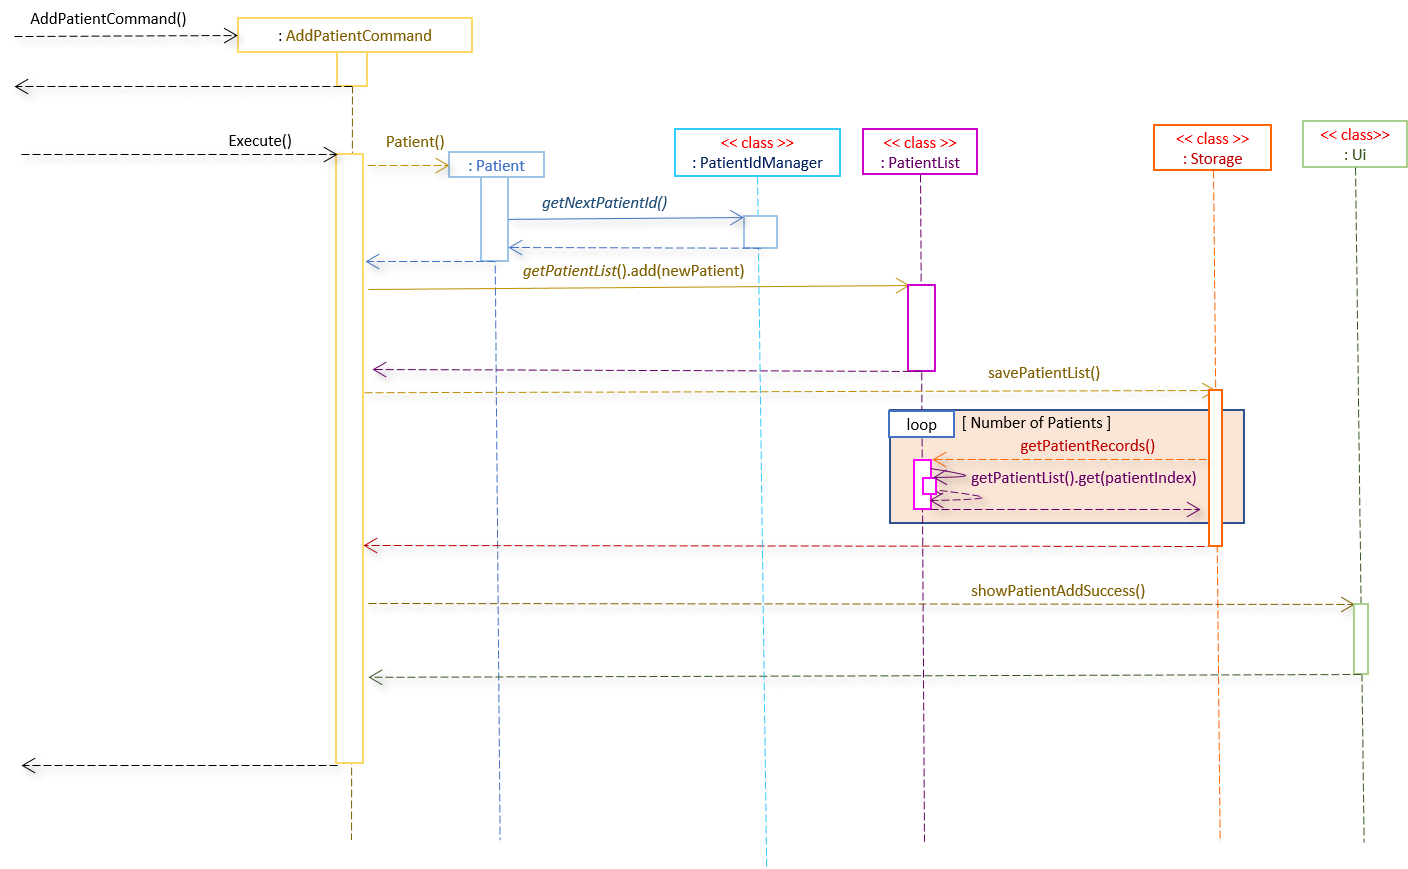 AddPatientCommand()
: AddPatientCommand
Execute()
Patient()
: Patient
<< class >>
: PatientIdManager
<< class >>
: PatientList
<< class >>
: Storage
<< class>>
: Ui
getNextPatientId()
getPatientList().add(newPatient)
savePatientList()
loop
[ Number of Patients ]
getPatientRecords()
getPatientList().get(patientIndex)
showPatientAddSuccess()